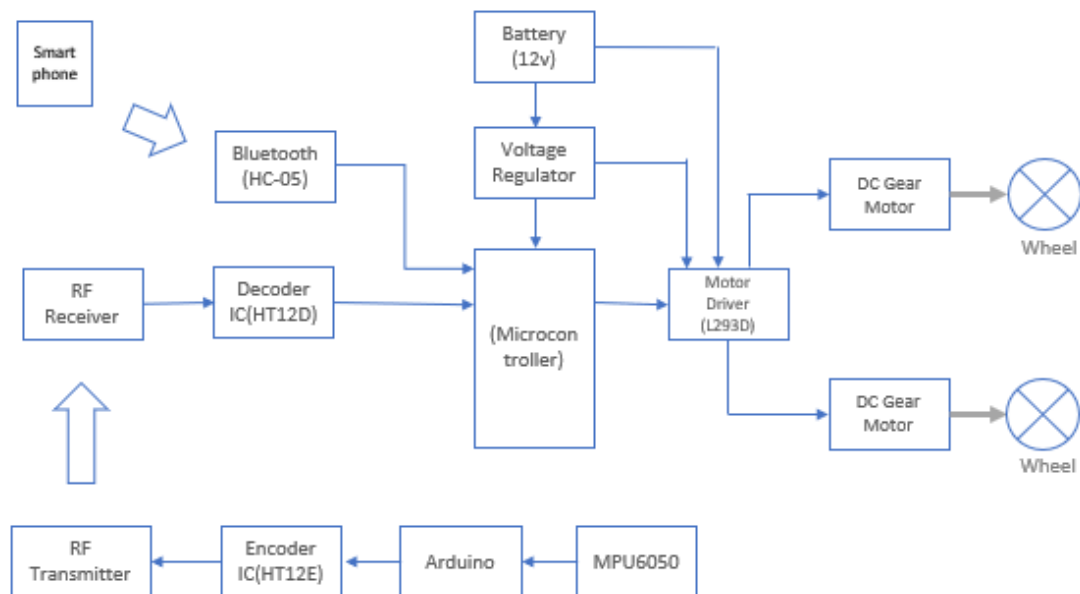 Smart
phone
Battery
(12v)
Bluetooth
(HC-05)
Voltage
Regulator
DC Gear
Motor
Wheel
RF
Receiver
Decoder
IC(HT12D)
(Microcon
troller)
Motor
Driver
(L293D)
DC Gear
Motor
Wheel
RF
Transmitter
Encoder
IC(HT12E)
Arduino
MPU6050